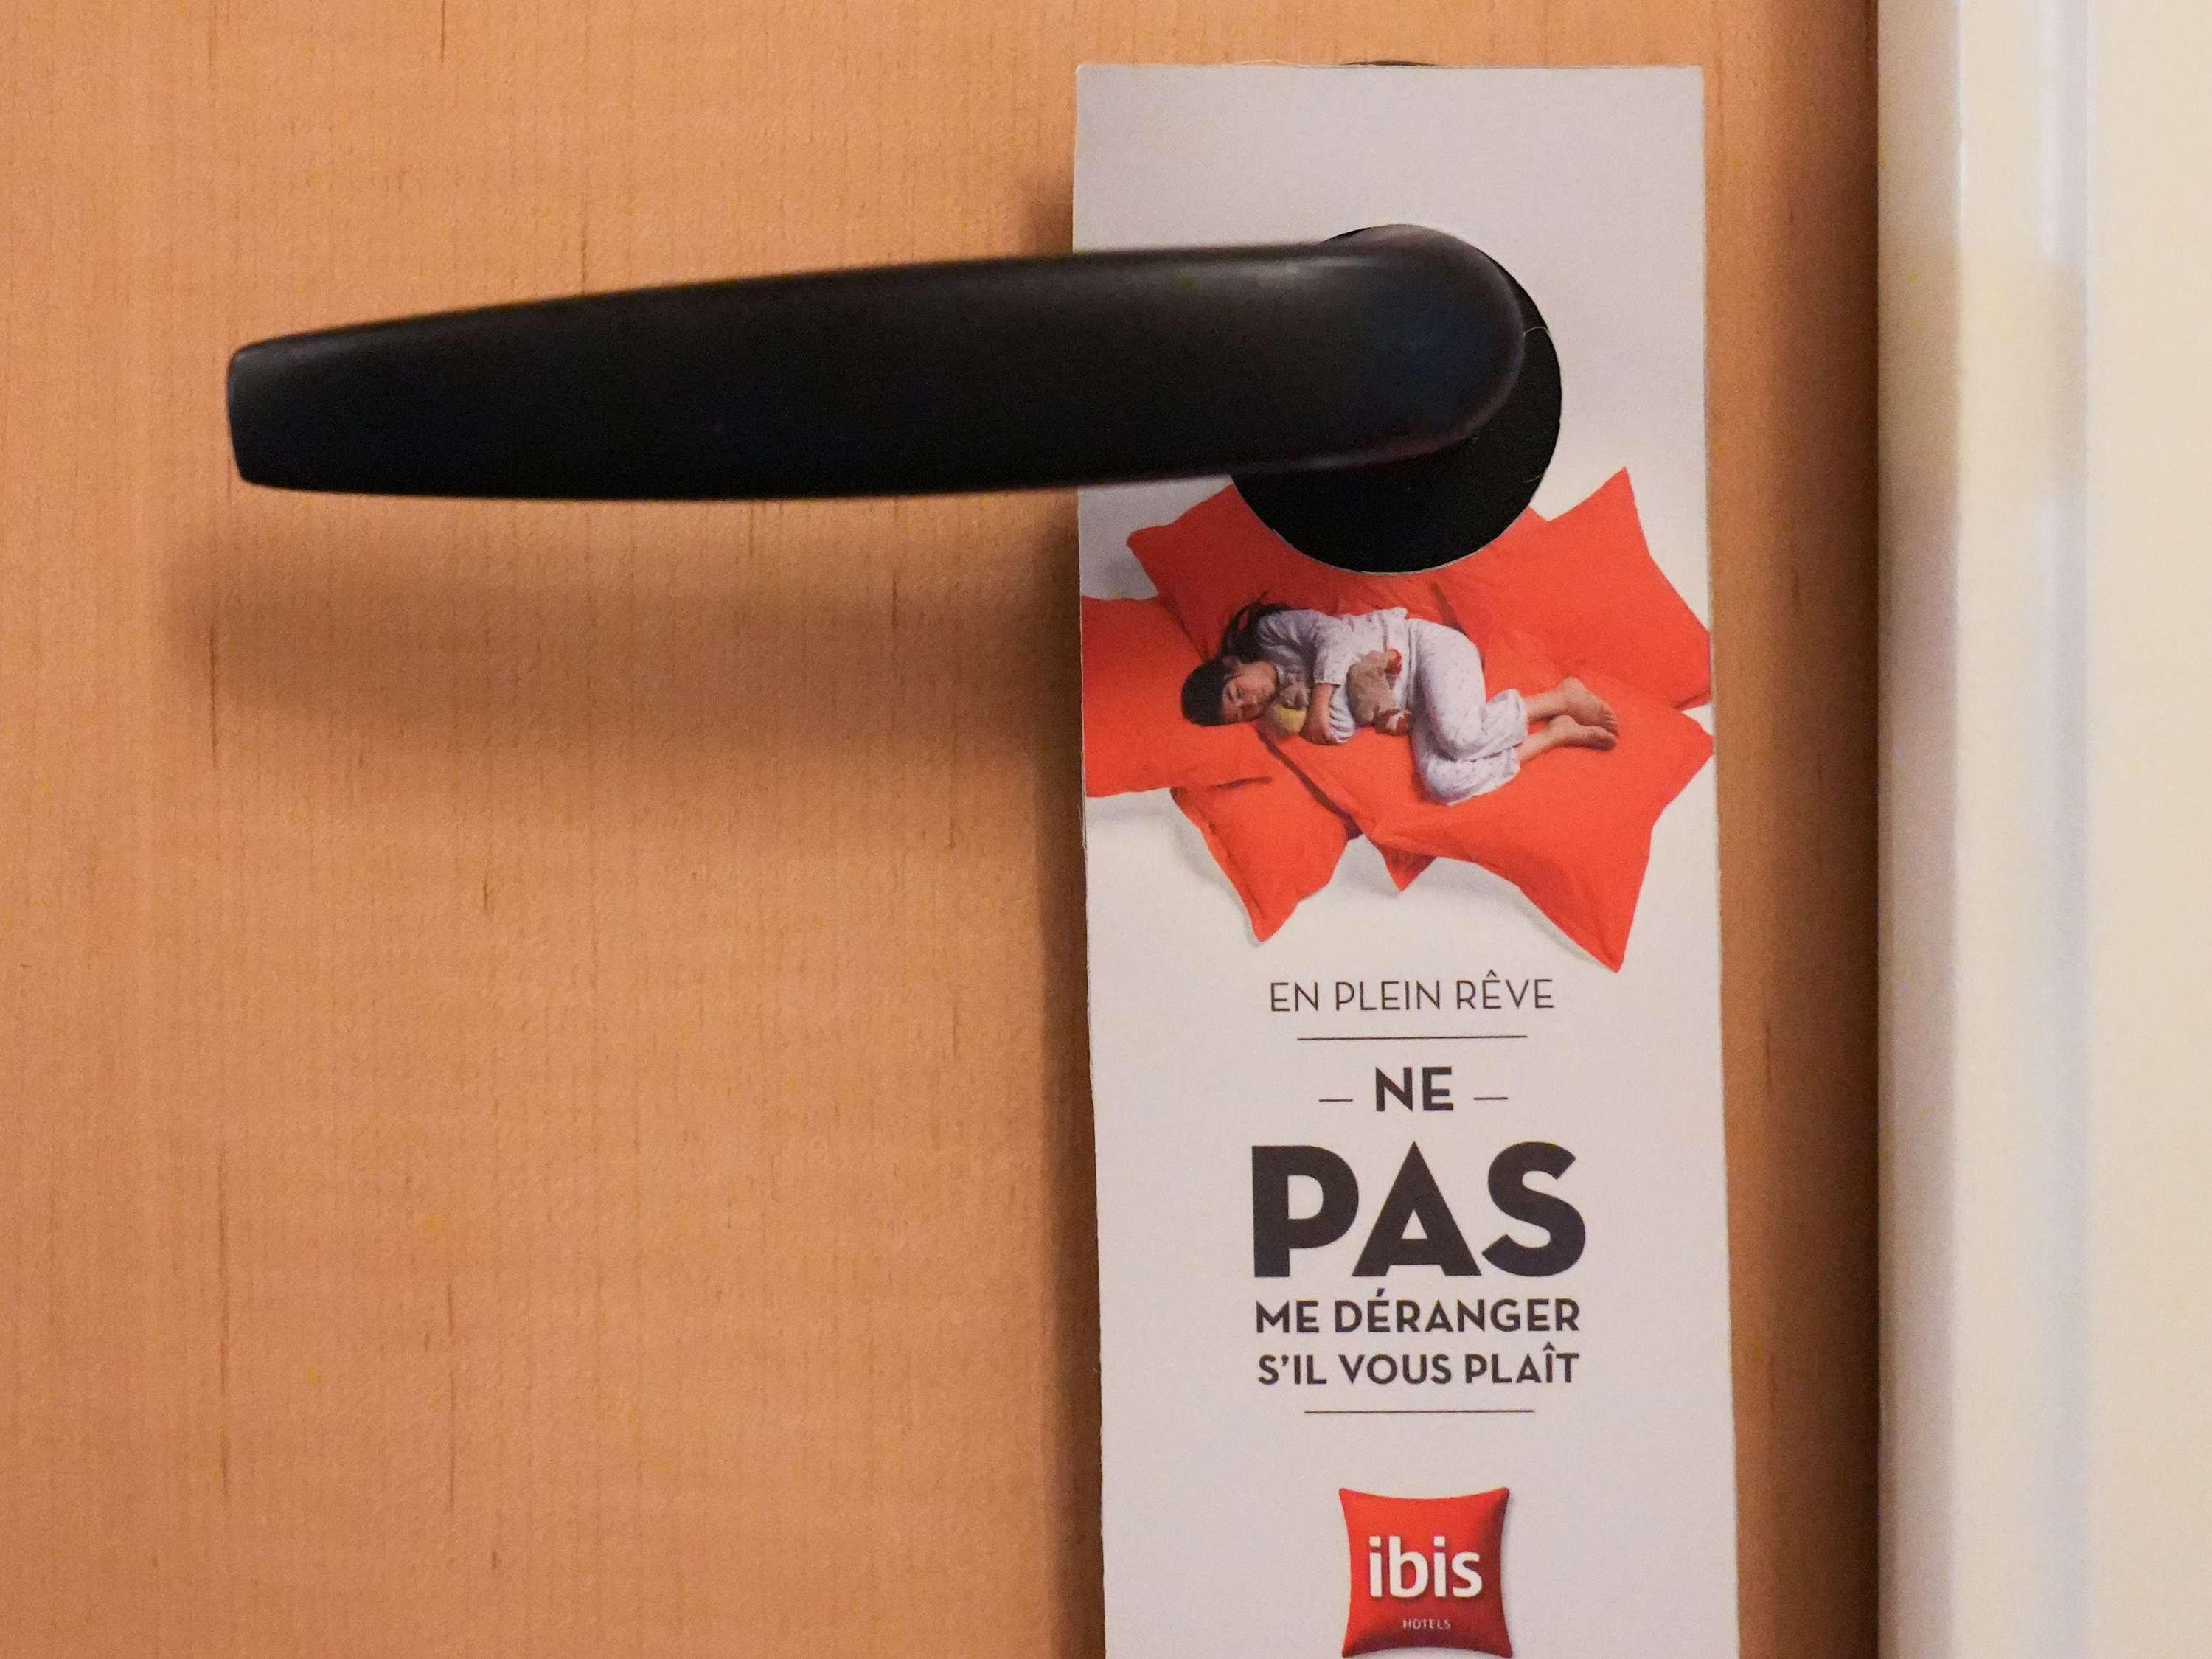 EN PLEIN RÊVE
– NE –
PAS
ME DÉRANGER
S'IL VOUS PLAÎT
ibis
HOTELS